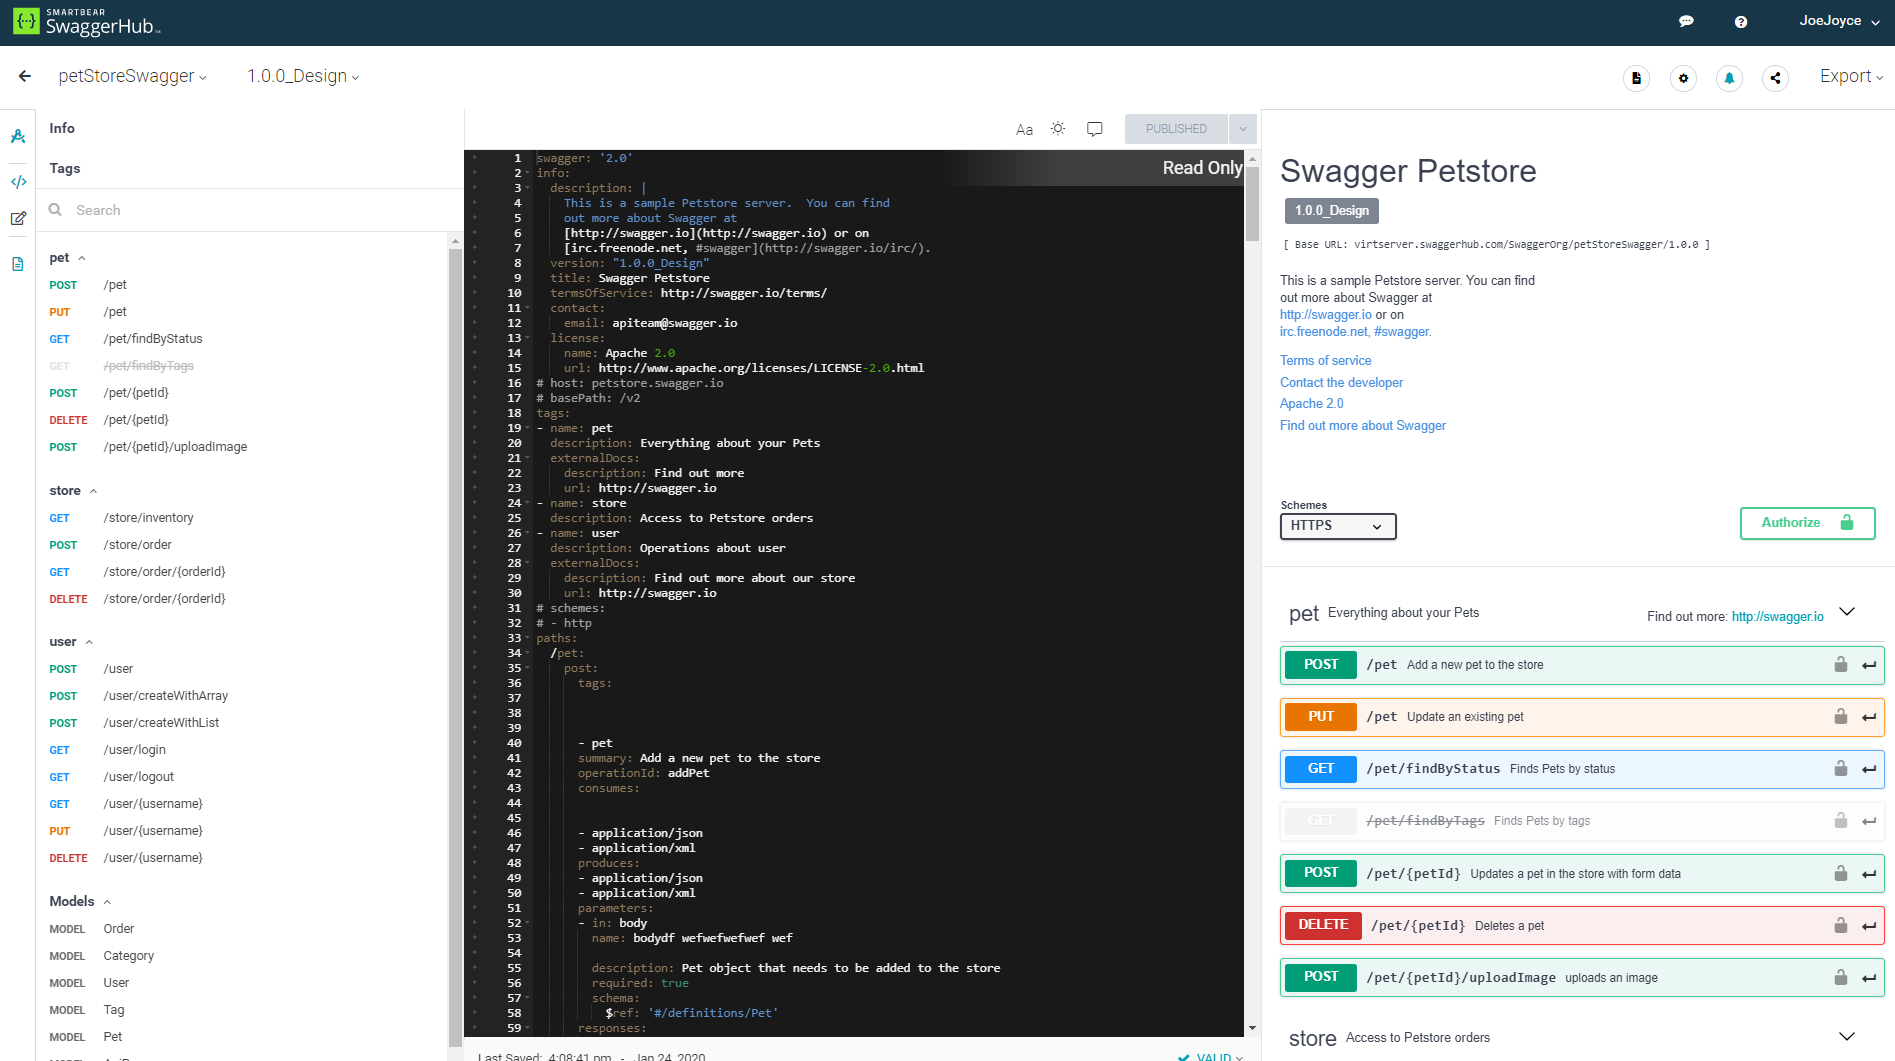 SMARTBEAR
SwaggerHub
JoeJoyce
petStoreSwagger
1.0.0_Design
Export
Info
Tags
Search
pet
POST /pet
PUT /pet
GET /pet/findByStatus
GET /pet/findByTags
POST /pet/{petId}
DELETE /pet/{petId}
POST /pet/{petId}/uploadImage
store
GET /store/inventory
POST /store/order
GET /store/order/{orderId}
DELETE /store/order/{orderId}
user
POST /user
POST /user/createWithArray
POST /user/createWithList
GET /user/login
GET /user/logout
GET /user/{username}
PUT /user/{username}
DELETE /user/{username}
Models
MODEL Order
MODEL Category
MODEL User
MODEL Tag
MODEL Pet
Aa
PUBLISHED
Read Only
1 swagger: '2.0'
2 info:
3 description: |
4 This is a sample Petstore server.  You can find
5 out more about Swagger at
6 [http://swagger.io](http://swagger.io) or on
7 [irc.freenode.net, #swagger](http://swagger.io/irc/).
8 version: "1.0.0_Design"
9 title: Swagger Petstore
10 termsOfService: http://swagger.io/terms/
11 contact:
12 email: apiteam@swagger.io
13 license:
14 name: Apache 2.0
15 url: http://www.apache.org/licenses/LICENSE-2.0.html
16 # host: petstore.swagger.io
17 # basePath: /v2
18 tags:
19 - name: pet
20 description: Everything about your Pets
21 externalDocs:
22 description: Find out more
23 url: http://swagger.io
24 - name: store
25 description: Access to Petstore orders
26 - name: user
27 description: Operations about user
28 externalDocs:
29 description: Find out more about our store
30 url: http://swagger.io
31 # schemes:
32 # - http
33 paths:
34 /pet:
35 post:
36 tags:
37
38
39
40 - pet
41 summary: Add a new pet to the store
42 operationId: addPet
43 consumes:
44
45
46 - application/json
47 - application/xml
48 produces:
49 - application/json
50 - application/xml
51 parameters:
52 - in: body
53 name: bodydf wefwefwefwef wef
54
55 description: Pet object that needs to be added to the store
56 required: true
57 schema:
58 $ref: '#/definitions/Pet'
59 responses:
Last Saved: 4:08:41 pm - Jan 24, 2020
VALID
Swagger Petstore
1.0.0_Design
[ Base URL: virtserver.swaggerhub.com/SwaggerOrg/petStoreSwagger/1.0.0 ]
This is a sample Petstore server. You can find
out more about Swagger at
http://swagger.io or on
irc.freenode.net, #swagger.
Terms of service
Contact the developer
Apache 2.0
Find out more about Swagger
Schemes
HTTPS
Authorize
pet Everything about your Pets
Find out more: http://swagger.io
POST /pet Add a new pet to the store
PUT /pet Update an existing pet
GET /pet/findByStatus Finds Pets by status
GET /pet/findByTags Finds Pets by tags
POST /pet/{petId} Updates a pet in the store with form data
DELETE /pet/{petId} Deletes a pet
POST /pet/{petId}/uploadImage uploads an image
store Access to Petstore orders